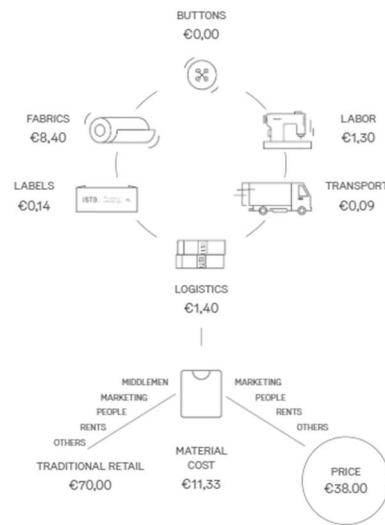 BUTTONS
€0,00
FABRICS
€8,40
LABOR
€1,30
LABELS
€0,14
ISTO.
TRANSPORT
€0,09
LOGISTICS
€1,40
MIDDLEMEN
MARKETING
PEOPLE
RENTS
OTHERS
MARKETING
PEOPLE
RENTS
OTHERS
TRADITIONAL RETAIL
€70,00
MATERIAL
COST
€11,33
PRICE
€38.00